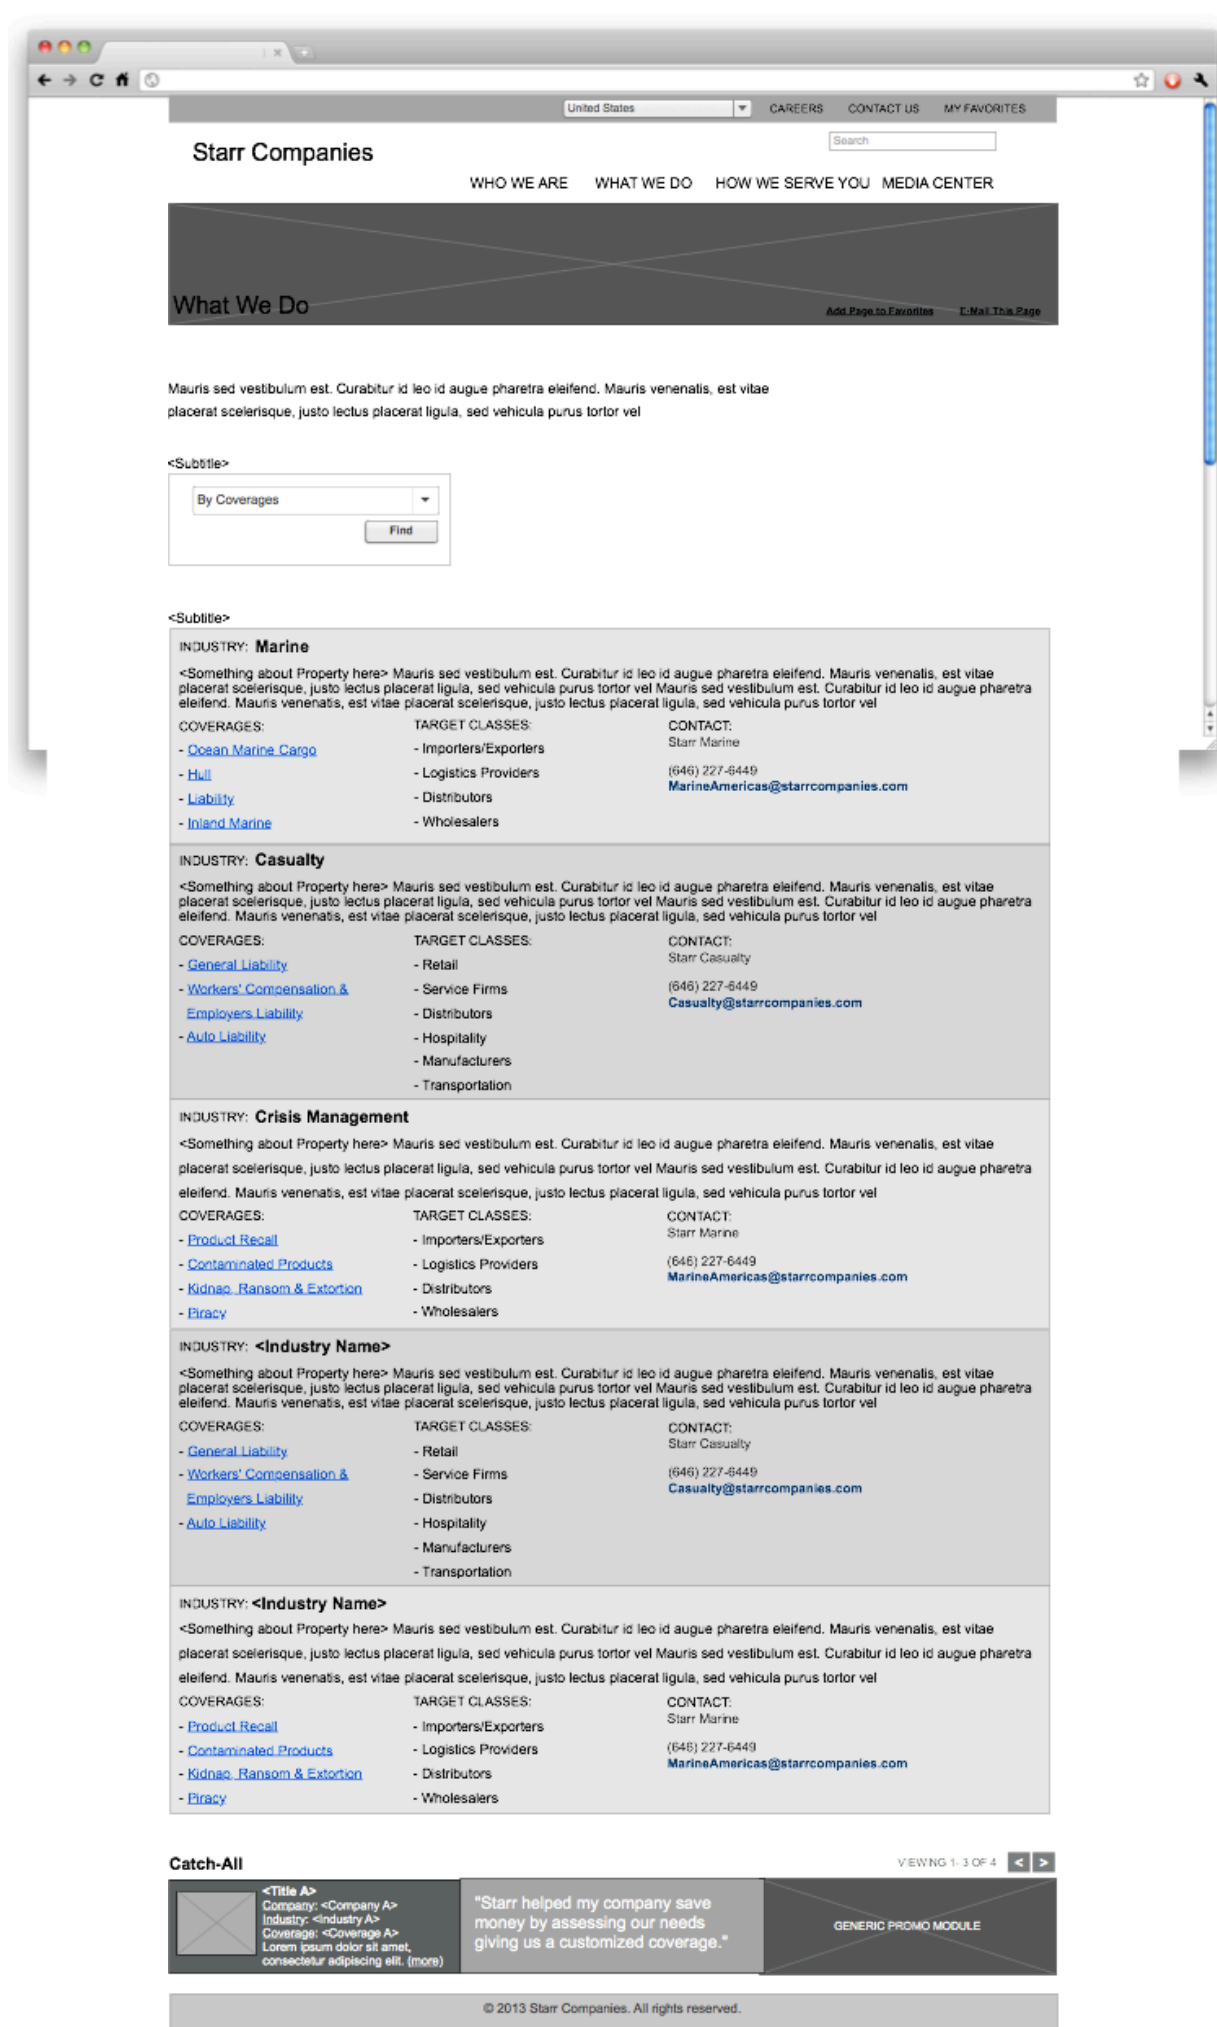 United States
CAREERS CONTACT US MY FAVORITES
Search
Starr Companies
WHO WE ARE WHAT WE DO HOW WE SERVE YOU MEDIA CENTER
What We Do
Add Page to Favorites E-Mail This Page
Mauris sed vestibulum est. Curabitur id leo id augue pharetra eleifend. Mauris venenatis, est vitae
placerat scelerisque, justo lectus placerat ligula, sed vehicula purus tortor vel
<Subtitle>
By Coverages
Find
<Subtitle>
INDUSTRY: Marine
<Something about Property here> Mauris sed vestibulum est. Curabitur id leo id augue pharetra eleifend. Mauris venenatis, est vitae
placerat scelerisque, justo lectus placerat ligula, sed vehicula purus tortor vel Mauris sed vestibulum est. Curabitur id leo id augue pharetra
eleifend. Mauris venenatis, est vitae placerat scelerisque, justo lectus placerat ligula, sed vehicula purus tortor vel
COVERAGES:
- Ocean Marine Cargo
- Hull
- Liability
- Inland Marine
TARGET CLASSES:
- Importers/Exporters
- Logistics Providers
- Distributors
- Wholesalers
CONTACT:
Starr Marine
(646) 227-6449
MarineAmericas@starrcompanies.com
INDUSTRY: Casualty
<Something about Property here> Mauris sed vestibulum est. Curabitur id leo id augue pharetra eleifend. Mauris venenatis, est vitae
placerat scelerisque, justo lectus placerat ligula, sed vehicula purus tortor vel Mauris sed vestibulum est. Curabitur id leo id augue pharetra
eleifend. Mauris venenatis, est vitae placerat scelerisque, justo lectus placerat ligula, sed vehicula purus tortor vel
COVERAGES:
- General Liability
- Workers' Compensation &
Employers Liability
- Auto Liability
TARGET CLASSES:
- Retail
- Service Firms
- Distributors
- Hospitality
- Manufacturers
- Transportation
CONTACT:
Starr Casualty
(646) 227-6449
Casualty@starrcompanies.com
INDUSTRY: Crisis Management
<Something about Property here> Mauris sed vestibulum est. Curabitur id leo id augue pharetra eleifend. Mauris venenatis, est vitae
placerat scelerisque, justo lectus placerat ligula, sed vehicula purus tortor vel Mauris sed vestibulum est. Curabitur id leo id augue pharetra
eleifend. Mauris venenatis, est vitae placerat scelerisque, justo lectus placerat ligula, sed vehicula purus tortor vel
COVERAGES:
- Product Recall
- Contaminated Products
- Kidnap, Ransom & Extortion
- Piracy
TARGET CLASSES:
- Importers/Exporters
- Logistics Providers
- Distributors
- Wholesalers
CONTACT:
Starr Marine
(646) 227-6449
MarineAmericas@starrcompanies.com
INDUSTRY: <Industry Name>
<Something about Property here> Mauris sed vestibulum est. Curabitur id leo id augue pharetra eleifend. Mauris venenatis, est vitae
placerat scelerisque, justo lectus placerat ligula, sed vehicula purus tortor vel Mauris sed vestibulum est. Curabitur id leo id augue pharetra
eleifend. Mauris venenatis, est vitae placerat scelerisque, justo lectus placerat ligula, sed vehicula purus tortor vel
COVERAGES:
- General Liability
- Workers' Compensation &
Employers Liability
- Auto Liability
TARGET CLASSES:
- Retail
- Service Firms
- Distributors
- Hospitality
- Manufacturers
- Transportation
CONTACT:
Starr Casualty
(646) 227-6449
Casualty@starrcompanies.com
INDUSTRY: <Industry Name>
<Something about Property here> Mauris sed vestibulum est. Curabitur id leo id augue pharetra eleifend. Mauris venenatis, est vitae
placerat scelerisque, justo lectus placerat ligula, sed vehicula purus tortor vel Mauris sed vestibulum est. Curabitur id leo id augue pharetra
eleifend. Mauris venenatis, est vitae placerat scelerisque, justo lectus placerat ligula, sed vehicula purus tortor vel
COVERAGES:
- Product Recall
- Contaminated Products
- Kidnap, Ransom & Extortion
- Piracy
TARGET CLASSES:
- Importers/Exporters
- Logistics Providers
- Distributors
- Wholesalers
CONTACT:
Starr Marine
(646) 227-6449
MarineAmericas@starrcompanies.com
Catch-All
VIEWING 1- 3 OF 4 < >
<Title A>
Company: <Company A>
Industry: <Industry A>
Coverage: <Coverage A>
Lorem ipsum dolor sit amet,
consectetur adipiscing elit. (more)
"Starr helped my company save
money by assessing our needs
giving us a customized coverage."
GENERIC PROMO MODULE
© 2013 Starr Companies. All rights reserved.